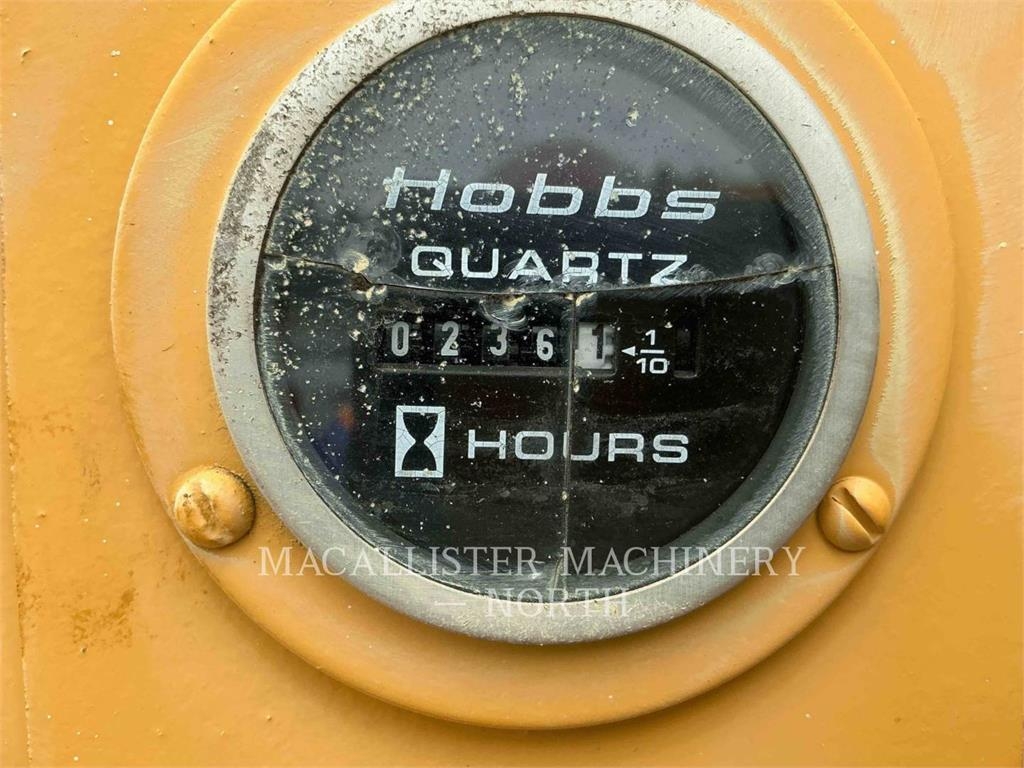 Hobbs
QUARTZ
0 2 3 6 1 ◄ 1/10
HOURS
MACALLISTER MACHINERY
— NORTH